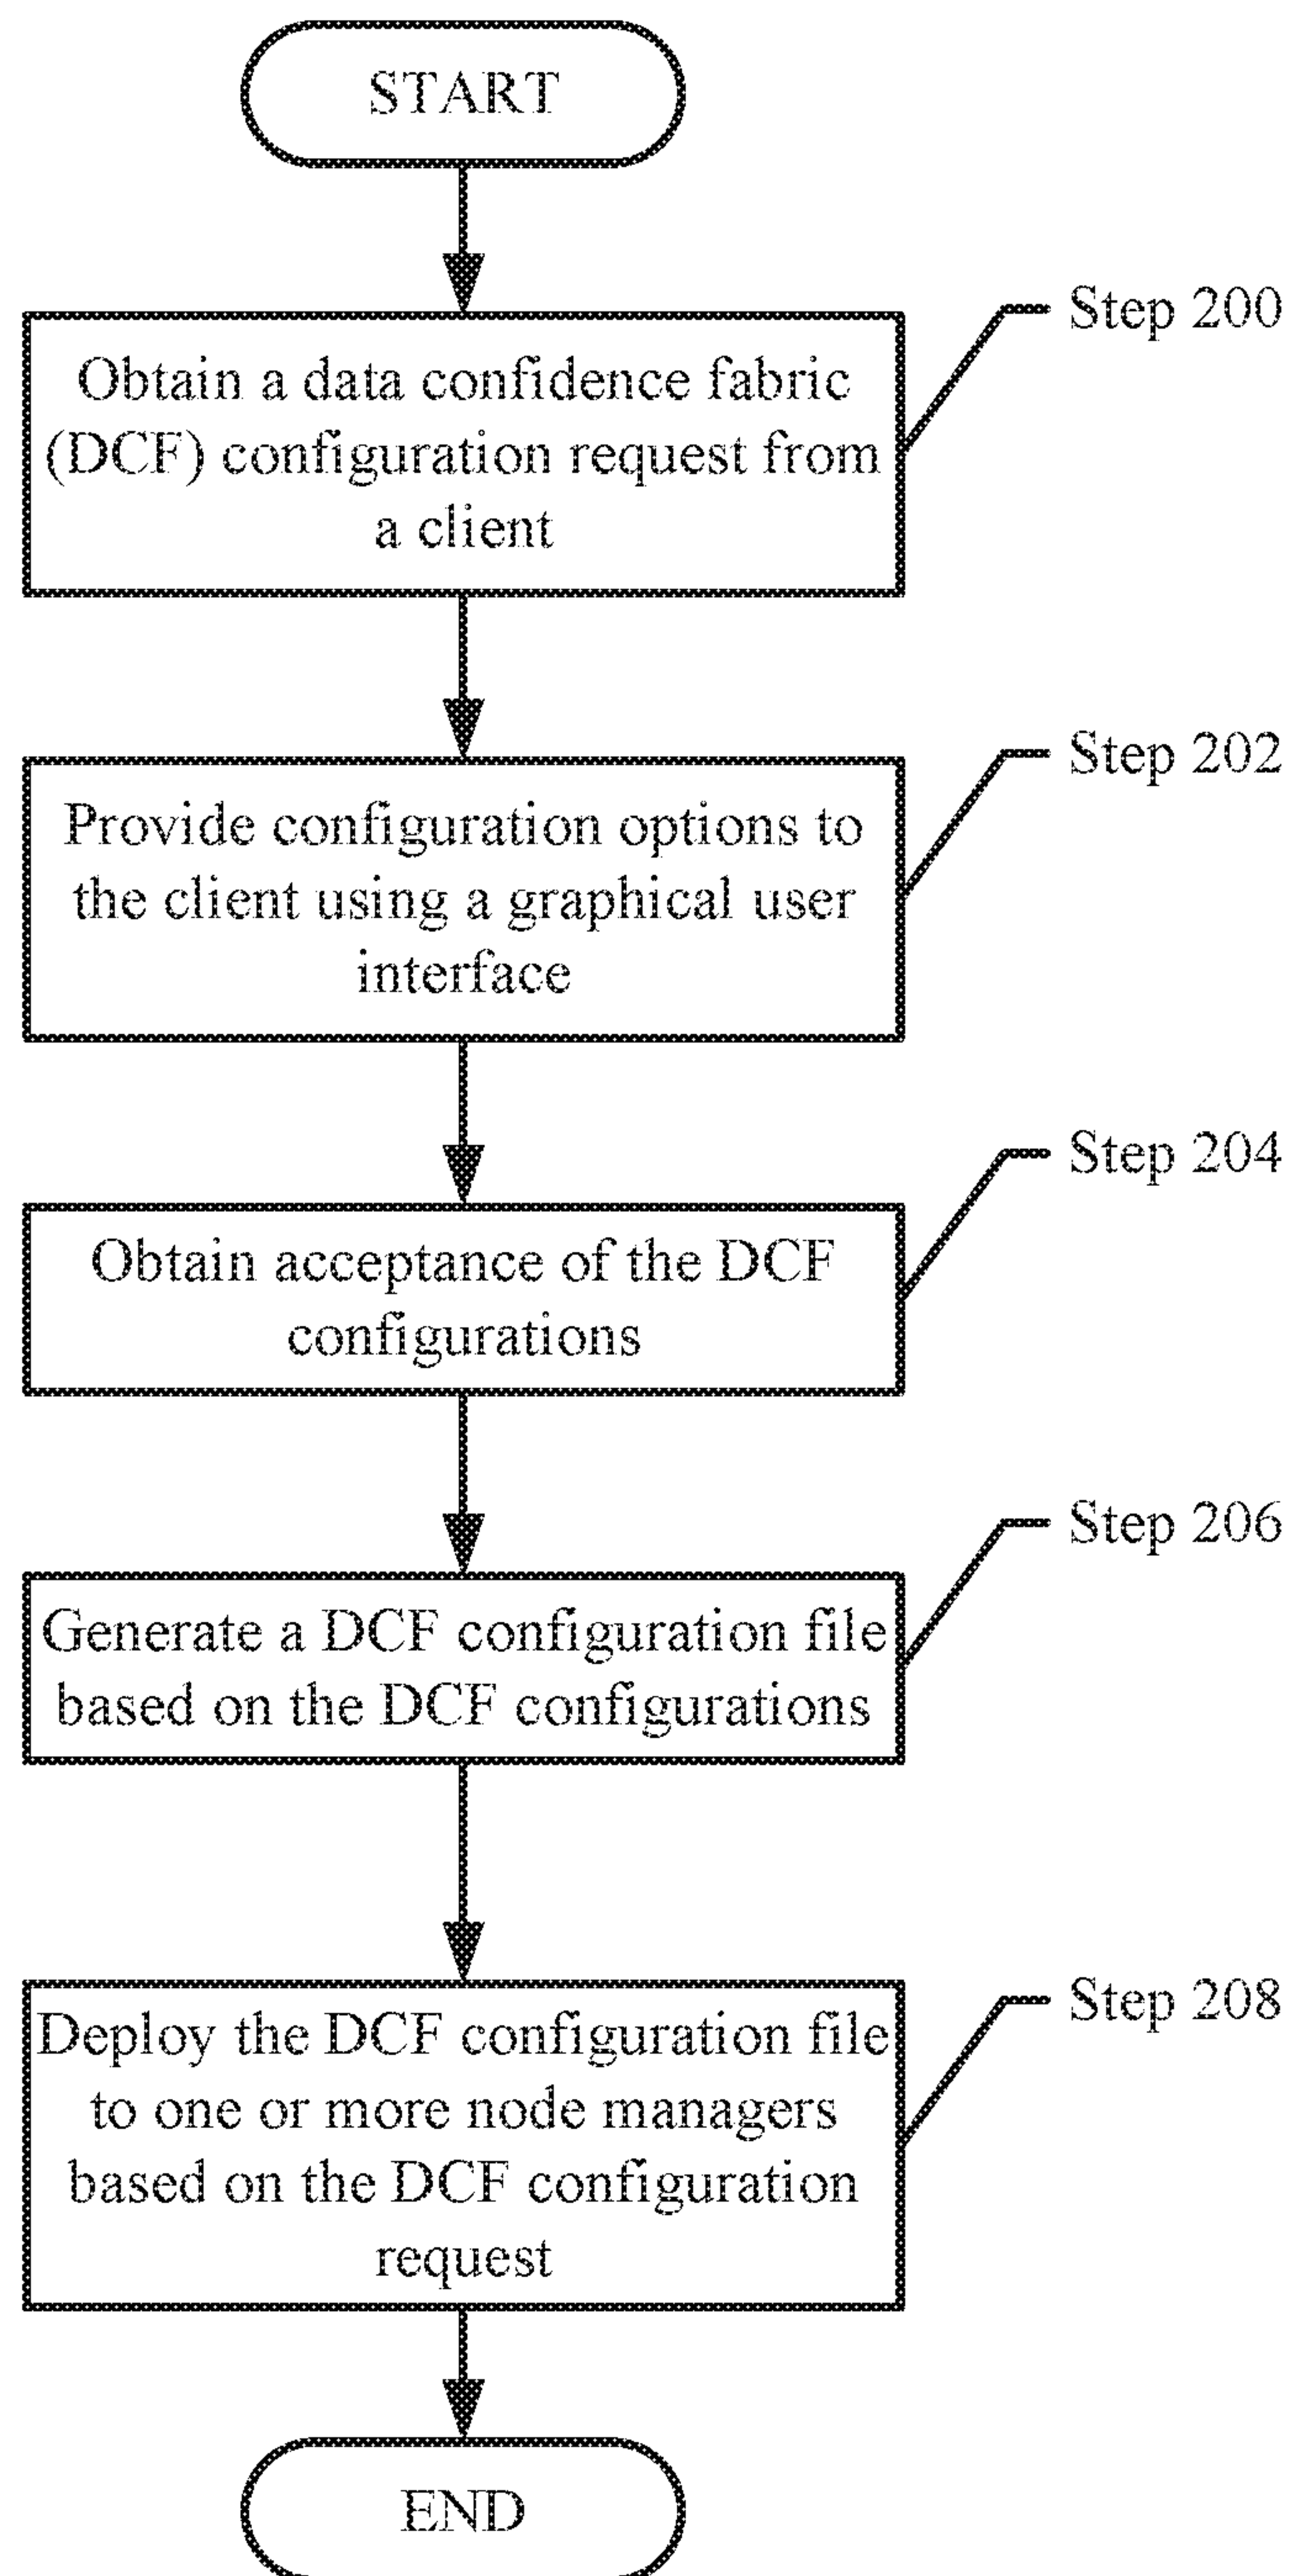 START
Step 200
Obtain a data confidence fabric
(DCF) configuration request from
a client
Step 202
Provide configuration options to
the client using a graphical user
interface
Step 204
Obtain acceptance of the DCF
configurations
Step 206
Generate a DCF configuration file
based on the DCF configurations
Step 208
Deploy the DCF configuration file
to one or more node managers
based on the DCF configuration
request
END